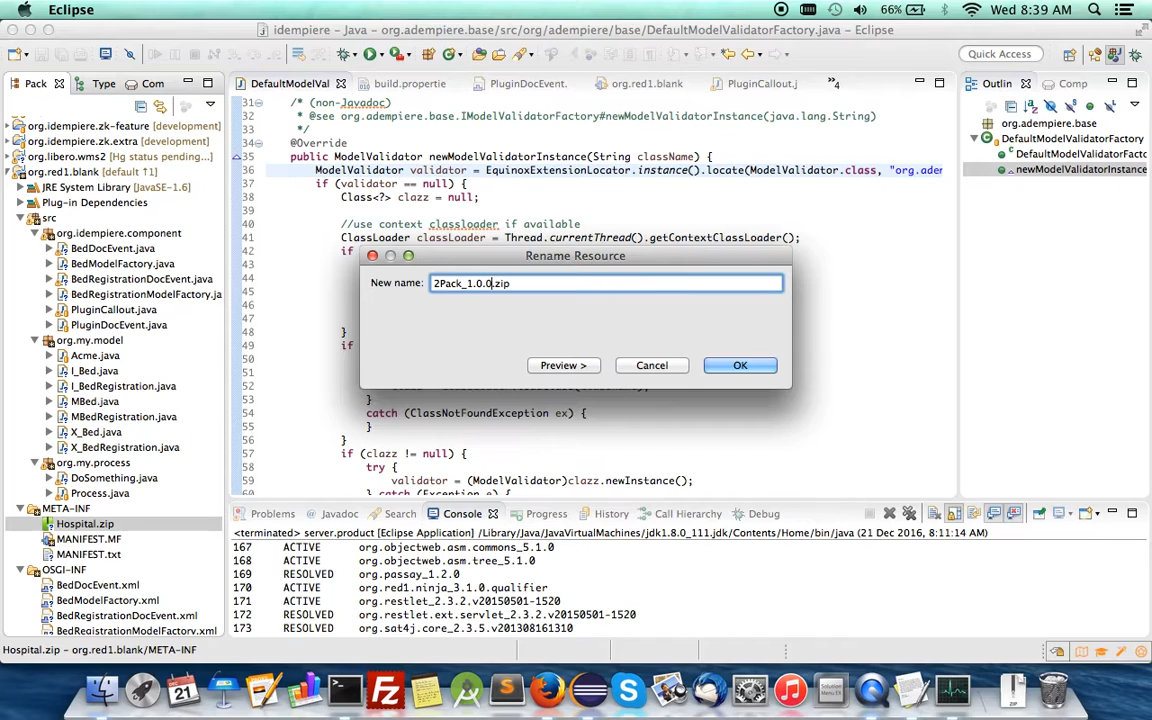 Eclipse
66%
Wed 8:39 AM
idempiere - Java - org.adempiere.base/src/org/adempiere/base/DefaultModelValidatorFactory.java - Eclipse
Quick Access
Pack
Type
Com
DefaultModelVal
build.propertie
PluginDocEvent.
org.red1.blank
PluginCallout.j
4
Outlin
Comp
org.idempiere.zk-feature [development]
org.idempiere.zk.extra [development]
org.libero.wms2 [Hg status pending...]
org.red1.blank [default ↑1]
JRE System Library [JavaSE-1.6]
Plug-in Dependencies
src
org.idempiere.component
BedDocEvent.java
BedModelFactory.java
BedRegistrationDocEvent.java
BedRegistrationModelFactory.ja
PluginCallout.java
PluginDocEvent.java
org.my.model
Acme.java
I_Bed.java
I_BedRegistration.java
MBed.java
MBedRegistration.java
X_Bed.java
X_BedRegistration.java
org.my.process
DoSomething.java
Process.java
META-INF
Hospital.zip
MANIFEST.MF
MANIFEST.txt
OSGI-INF
BedDocEvent.xml
BedModelFactory.xml
BedRegistrationDocEvent.xml
BedRegistrationModelFactory.xml
31 /* (non-Javadoc)
32 * @see org.adempiere.base.IModelValidatorFactory#newModelValidatorInstance(java.lang.String)
33 */
34 @Override
35 public ModelValidator newModelValidatorInstance(String className) {
36 ModelValidator validator = EquinoxExtensionLocator.instance().locate(ModelValidator.class, "org.ader
37 if (validator == null) {
38 Class<?> clazz = null;
39
40 //use context classloader if available
41 ClassLoader classLoader = Thread.currentThread().getContextClassLoader();
42 if
43
44
45
46
47
48 }
49 if
50
51
52
53 }
54 catch (ClassNotFoundException ex) {
55 }
56 }
57 if (clazz != null) {
58 try {
59 validator = (ModelValidator)clazz.newInstance();
60 } catch (Exception e) {
Rename Resource
New name:
2Pack_1.0.0.zip
Preview >
Cancel
OK
org.adempiere.base
DefaultModelValidatorFactory
DefaultModelValidatorFactc
newModelValidatorInstance
Problems
Javadoc
Search
Console
Progress
History
Call Hierarchy
Debug
<terminated> server.product [Eclipse Application] /Library/Java/JavaVirtualMachines/jdk1.8.0_111.jdk/Contents/Home/bin/java (21 Dec 2016, 8:11:14 AM)
167 ACTIVE org.objectweb.asm.commons_5.1.0
168 ACTIVE org.objectweb.asm.tree_5.1.0
169 RESOLVED org.passay_1.2.0
170 ACTIVE org.red1.ninja_3.1.0.qualifier
171 ACTIVE org.restlet_2.3.2.v20150501-1520
172 RESOLVED org.restlet.ext.servlet_2.3.2.v20150501-1520
173 RESOLVED org.sat4j.core_2.3.5.v201308161310
Hospital.zip - org.red1.blank/META-INF
DEC
21
ZIP